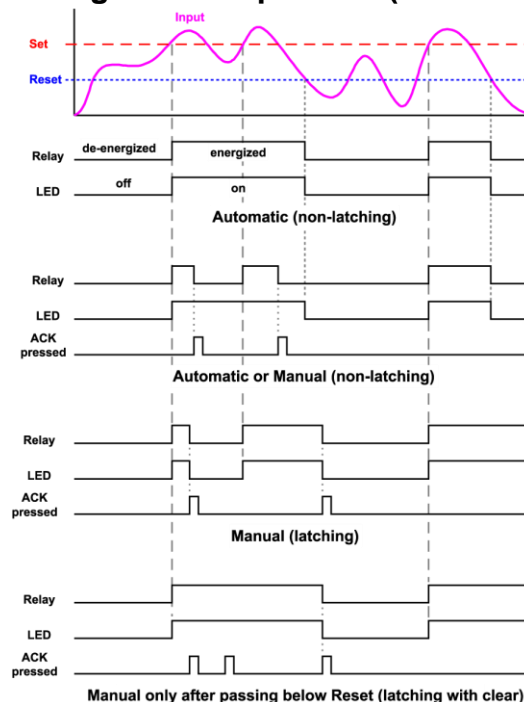 Input
Set
Reset
de-energized energized
Relay
off on
LED
Automatic (non-latching)
Relay
LED
ACK
pressed
Automatic or Manual (non-latching)
Relay
LED
ACK
pressed
Manual (latching)
Relay
LED
ACK
pressed
Manual only after passing below Reset (latching with clear)